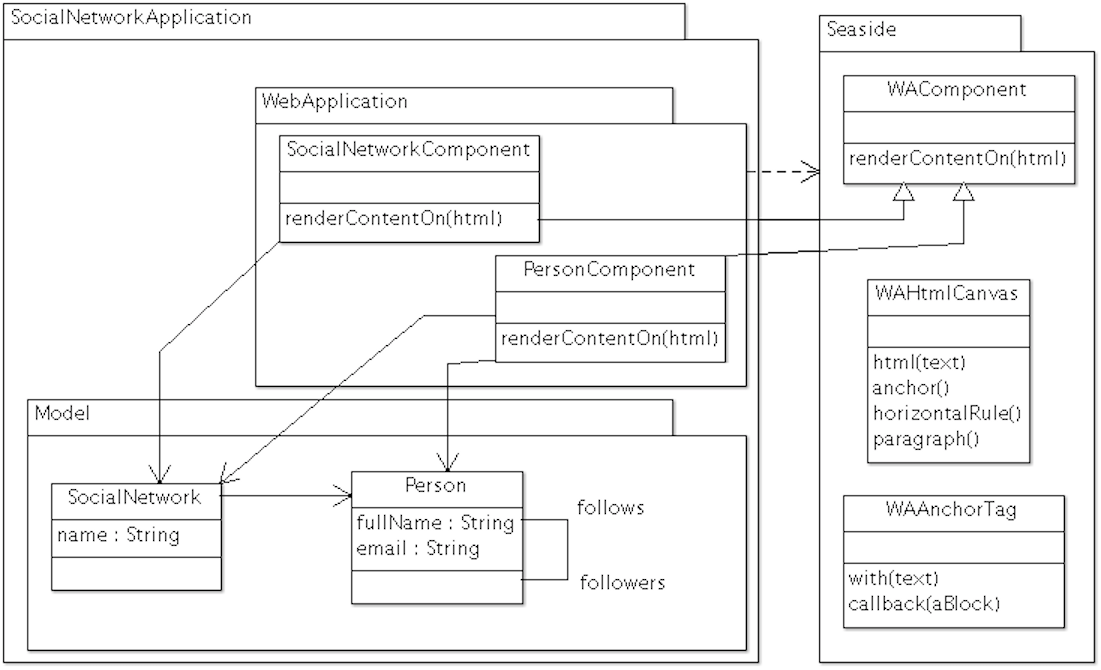 SocialNetworkApplication
WebApplication
SocialNetworkComponent
renderContentOn(html)
PersonComponent
renderContentOn(html)
Model
SocialNetwork
name : String
Person
fullName : String
email : String
follows
followers
Seaside
WAComponent
renderContentOn(html)
WAHtmlCanvas
html(text)
anchor()
horizontalRule()
paragraph()
WAAnchorTag
with(text)
callback(aBlock)